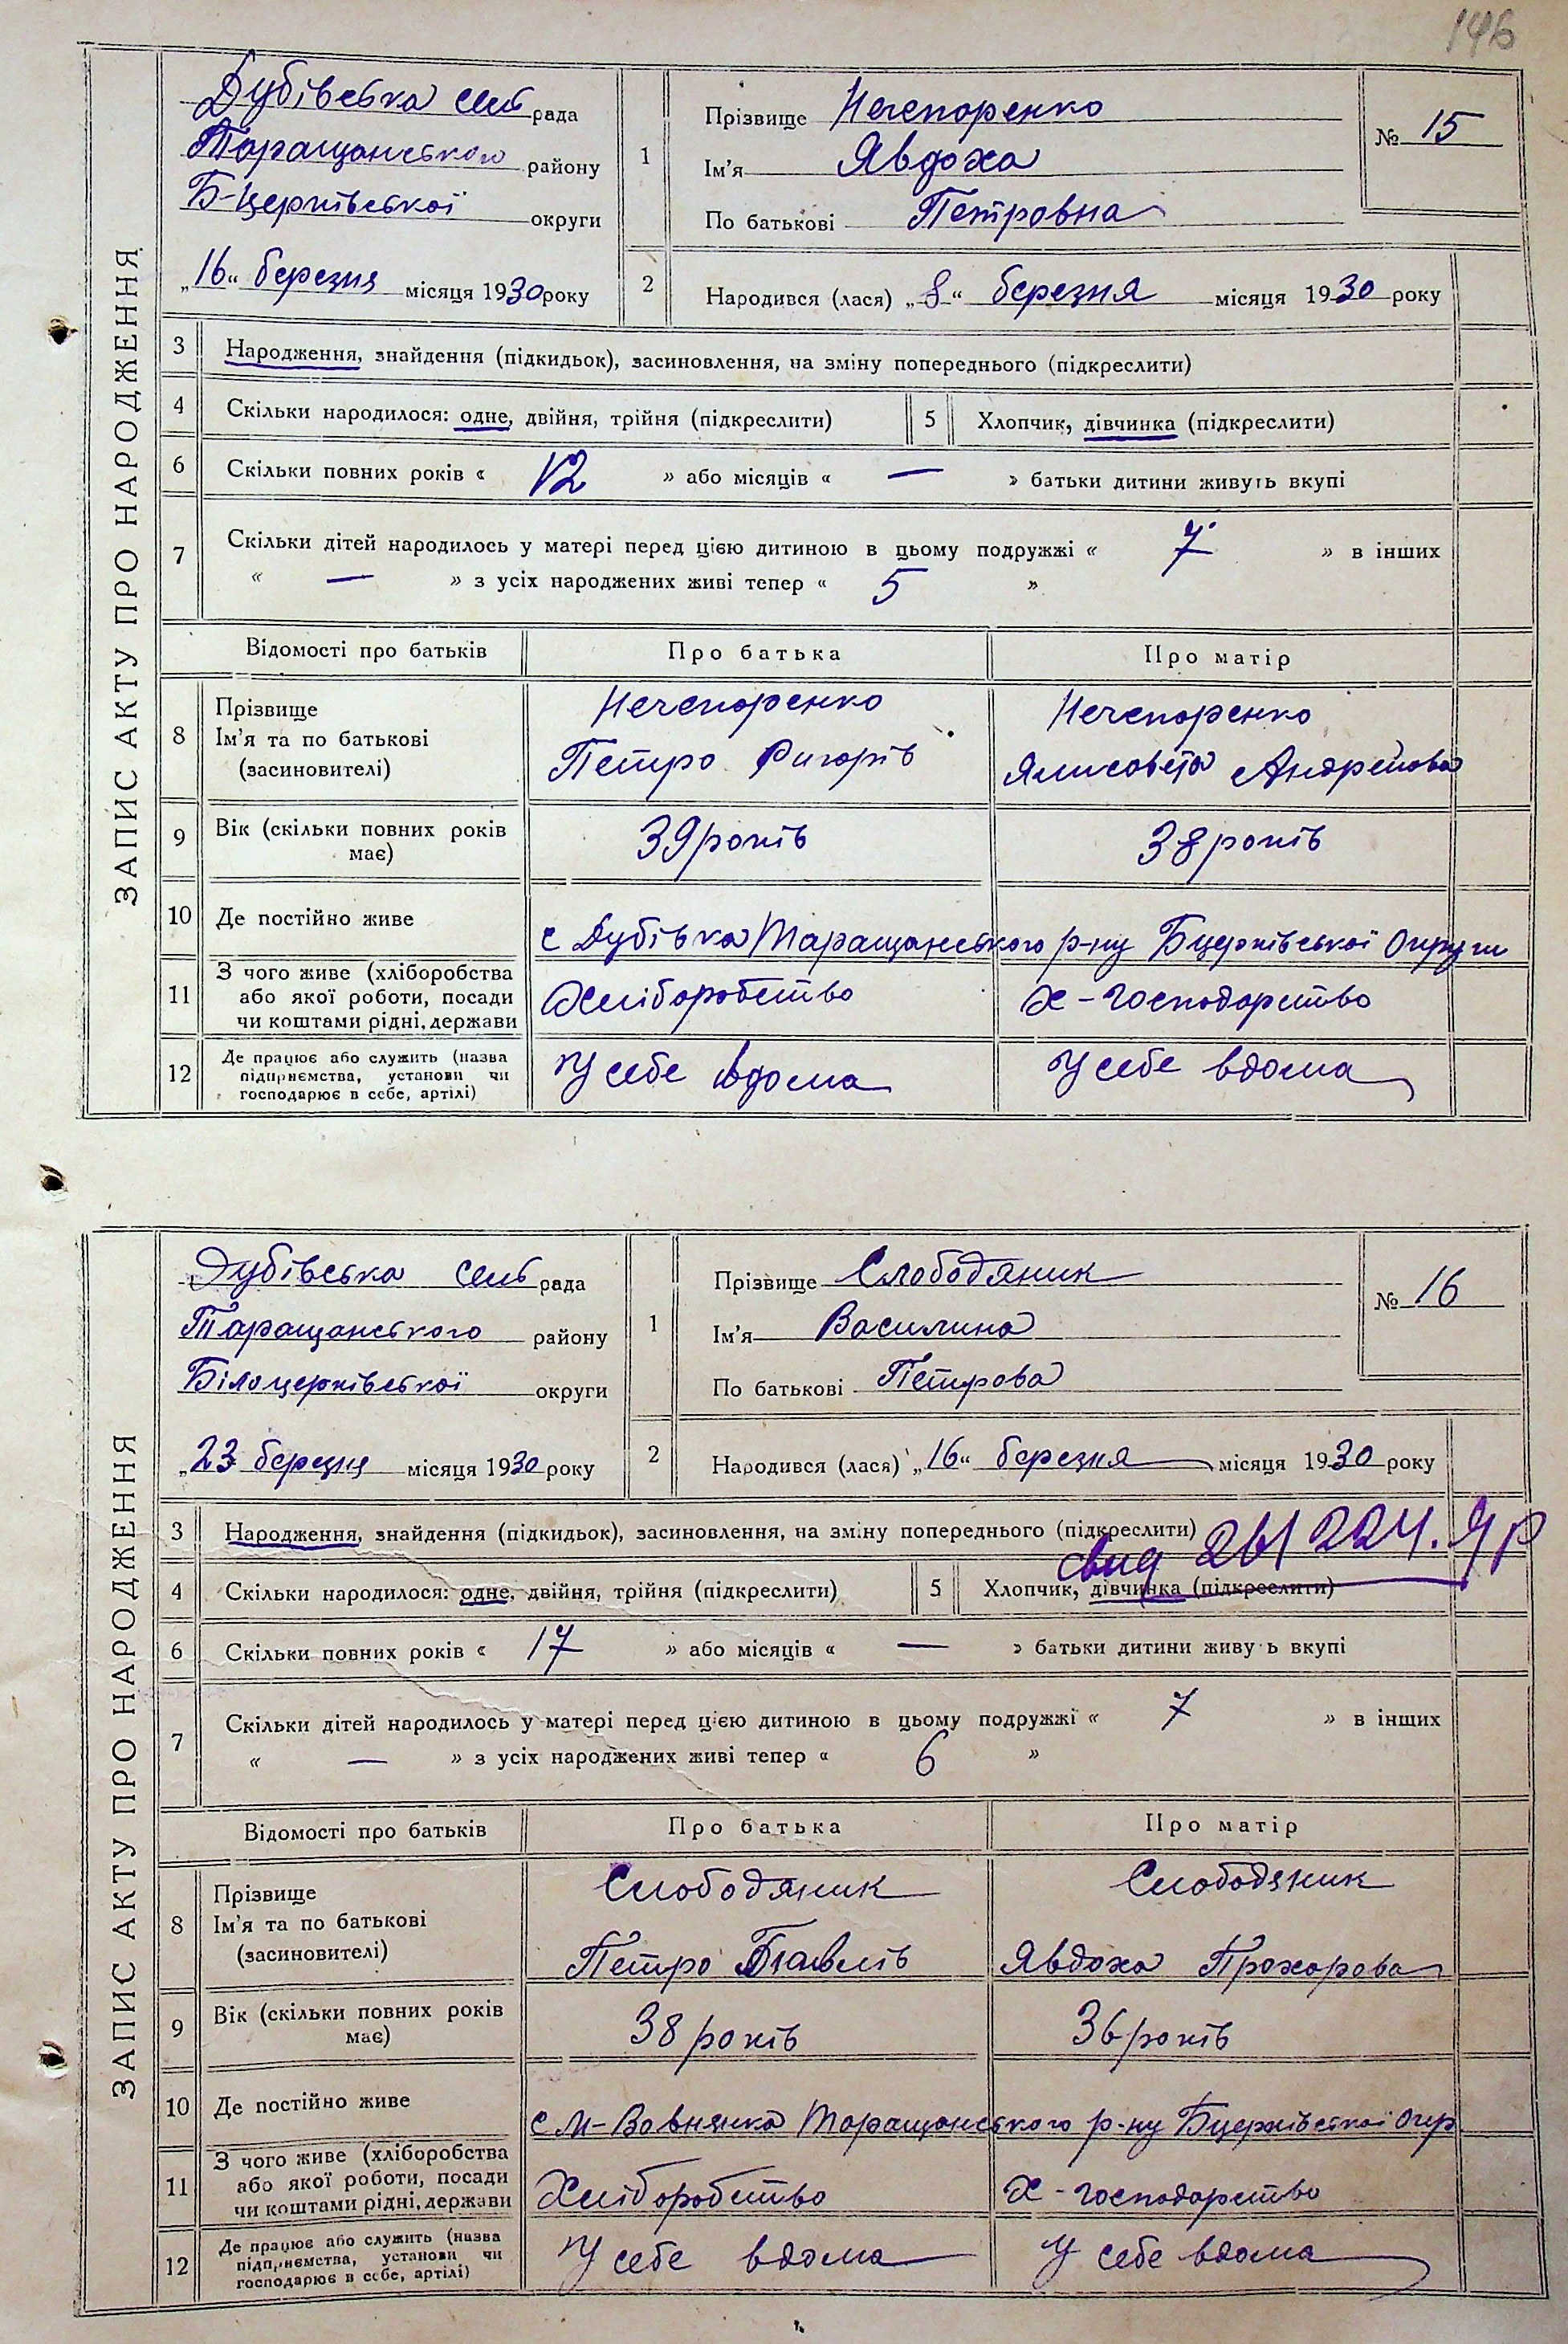 146
ЗАПИС АКТУ ПРО НАРОДЖЕННЯ
Дубівська сіль рада
Таращанського району
Б-Церківської округи
„16“ березня місяця 1930 року
1 Прізвище Нечепоренко
Ім'я Явдоха
По батькові Петровна
№ 15
2 Народився (лася) „8“ березня місяця 1930 року
3 Народження, знайдення (підкидьок), засиновлення, на зміну попереднього (підкреслити)
4 Скільки народилося: одне, двійня, трійня (підкреслити) 5 Хлопчик, дівчинка (підкреслити)
6 Скільки повних років « 12 » або місяців « — » батьки дитини живуть вкупі
7 Скільки дітей народилось у матері перед цією дитиною в цьому подружжі « 7 » в інших
« — » з усіх народжених живі тепер « 5 »
Відомості про батьків Про батька Про матір
8 Прізвище Нечепоренко Нечепоренко
Ім'я та по батькові Петро Григорів Ялисовета Андреіова
(засиновителі)
9 Вік (скільки повних років має) 39 років 38 років
10 Де постійно живе с Дубівка Таращанського р-ну Бцерківської Округи
11 З чого живе (хліборобства
або якої роботи, посади Хліборобство х-господарство
чи коштами рідні, держави
12 Де працює або служить (назва
підприємства, установи чи У себе вдома У себе вдома
господарює в себе, артілі)
ЗАПИС АКТУ ПРО НАРОДЖЕННЯ
Дубівська сіль рада
Таращанського району
Білоцерківської округи
„23 березня місяця 1930 року
1 Прізвище Слободяник
Ім'я Василина
По батькові Петрова
№ 16
2 Народився (лася) „16“ березня місяця 1930 року
3 Народження, знайдення (підкидьок), засиновлення, на зміну попереднього (підкреслити)
4 Скільки народилося: одне, двійня, трійня (підкреслити) 5 Хлопчик, дівчинка (підкреслити)
6 Скільки повних років « 17 » або місяців « — » батьки дитини живуть вкупі
7 Скільки дітей народилось у матері перед цією дитиною в цьому подружжі « 7 » в інших
« — » з усіх народжених живі тепер « 6 »
Відомості про батьків Про батька Про матір
8 Прізвище Слободяник Слободяник
Ім'я та по батькові Петро Павлів Явдоха Прохорова
(засиновителі)
9 Вік (скільки повних років має) 38 років 36 років
10 Де постійно живе с М-Вовнянка Таращанського р-ну Бцерківської Окр
11 З чого живе (хліборобства
або якої роботи, посади Хліборобство х-господарство
чи коштами рідні, держави
12 Де працює або служить (назва
підприємства, установи чи У себе вдома У себе вдома
господарює в себе, артілі)